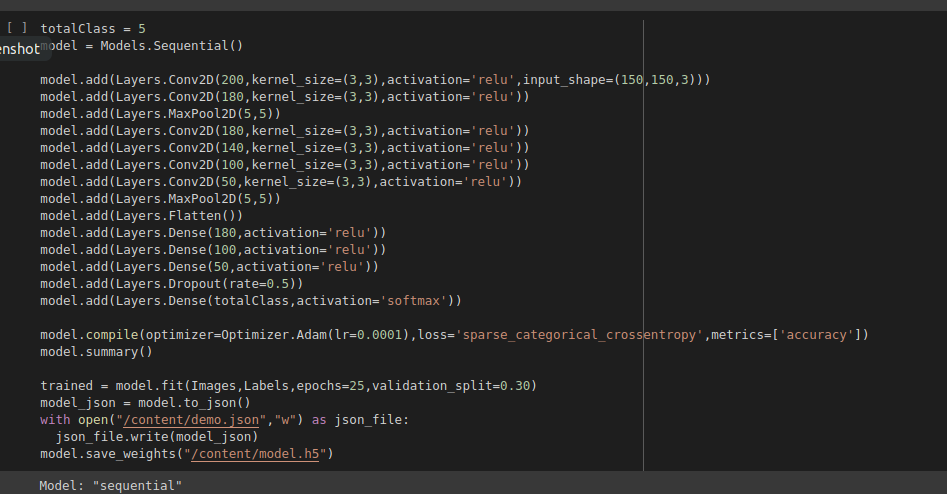 [ ] totalClass = 5
enshot
odel = Models.Sequential()
model.add(Layers.Conv2D(200,kernel_size=(3,3),activation='relu',input_shape=(150,150,3)))
model.add(Layers.Conv2D(180,kernel_size=(3,3),activation='relu'))
model.add(Layers.MaxPool2D(5,5))
model.add(Layers.Conv2D(180,kernel_size=(3,3),activation='relu'))
model.add(Layers.Conv2D(140,kernel_size=(3,3),activation='relu'))
model.add(Layers.Conv2D(100,kernel_size=(3,3),activation='relu'))
model.add(Layers.Conv2D(50,kernel_size=(3,3),activation='relu'))
model.add(Layers.MaxPool2D(5,5))
model.add(Layers.Flatten())
model.add(Layers.Dense(180,activation='relu'))
model.add(Layers.Dense(100,activation='relu'))
model.add(Layers.Dense(50,activation='relu'))
model.add(Layers.Dropout(rate=0.5))
model.add(Layers.Dense(totalClass,activation='softmax'))
model.compile(optimizer=Optimizer.Adam(lr=0.0001),loss='sparse_categorical_crossentropy',metrics=['accuracy'])
model.summary()
trained = model.fit(Images,Labels,epochs=25,validation_split=0.30)
model_json = model.to_json()
with open("/content/demo.json","w") as json_file:
  json_file.write(model_json)
model.save_weights("/content/model.h5")
Model: "sequential"